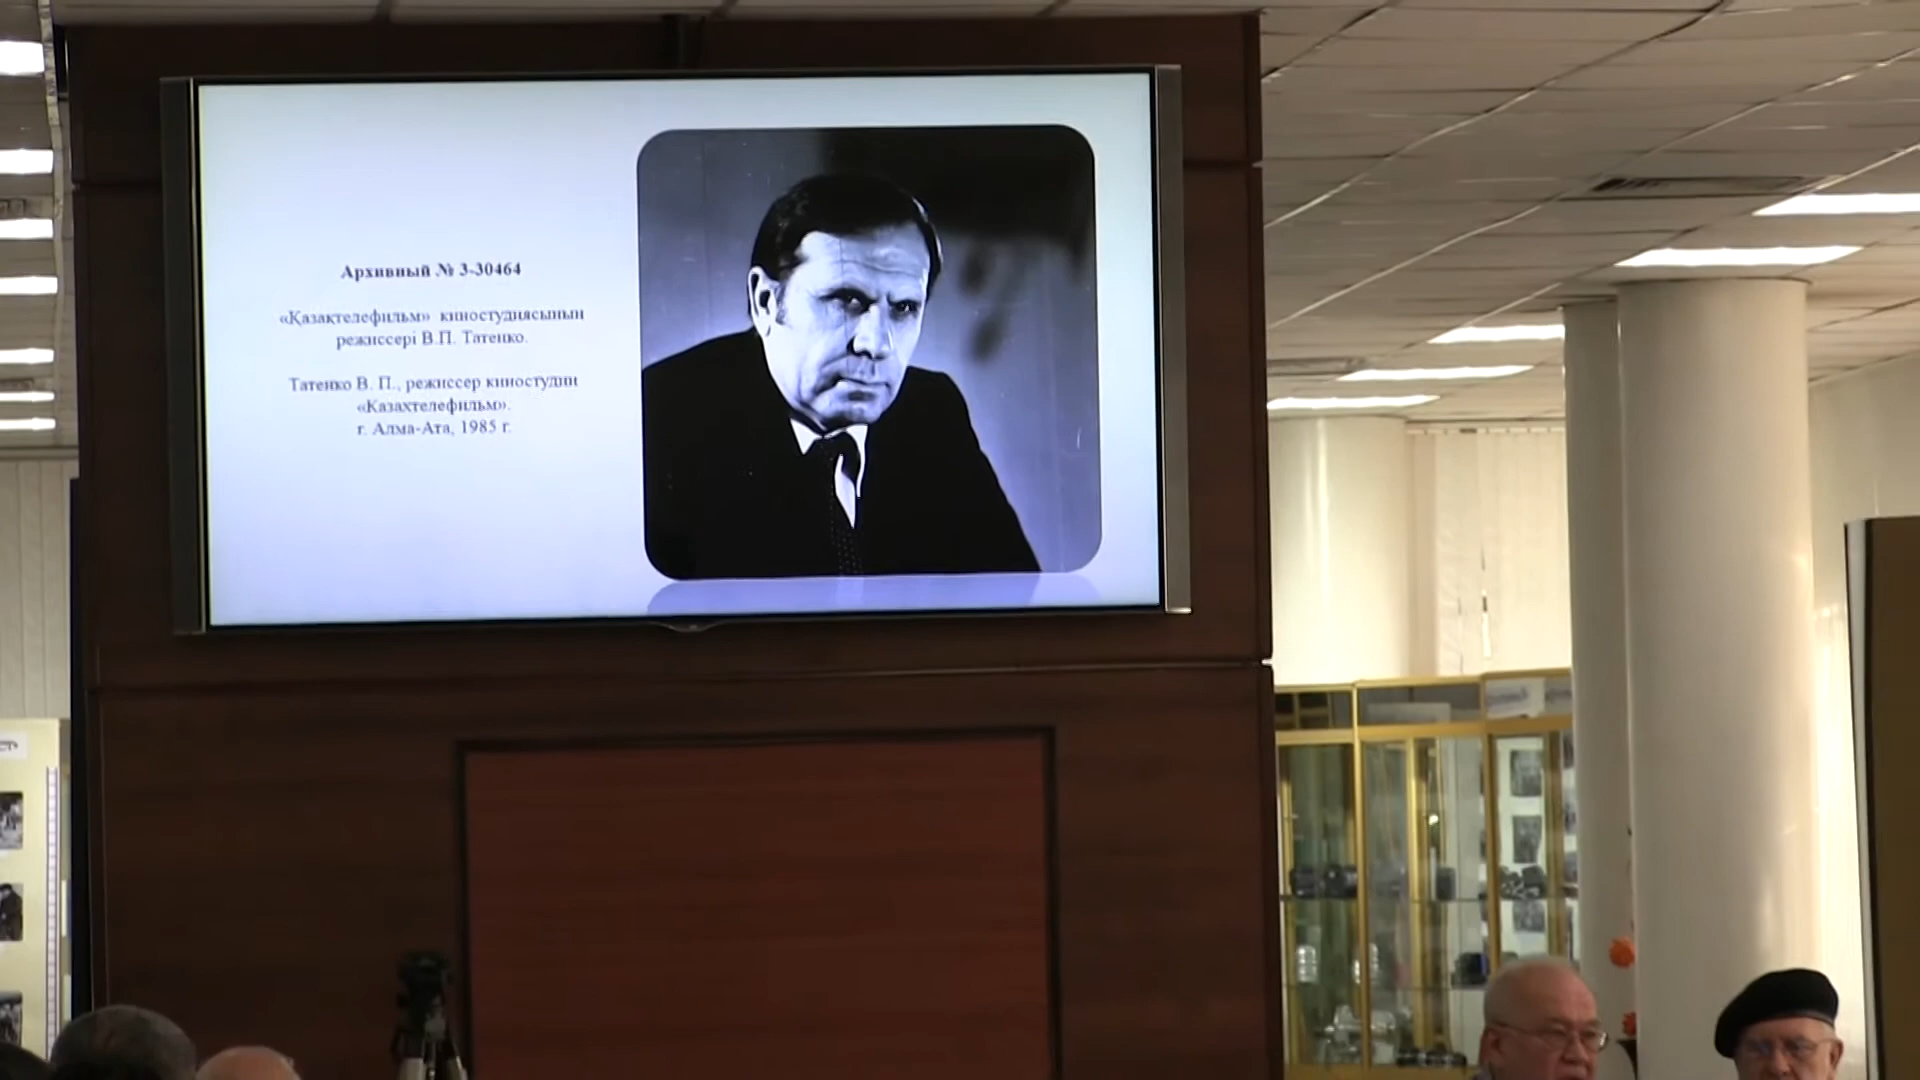 Архивный № 3-30464
«Қазақтелефильм» киностудиясының
режиссері В.П. Татенко.
Татенко В. П., режиссер киностудии
«Казахтелефильм».
г. Алма-Ата, 1985 г.